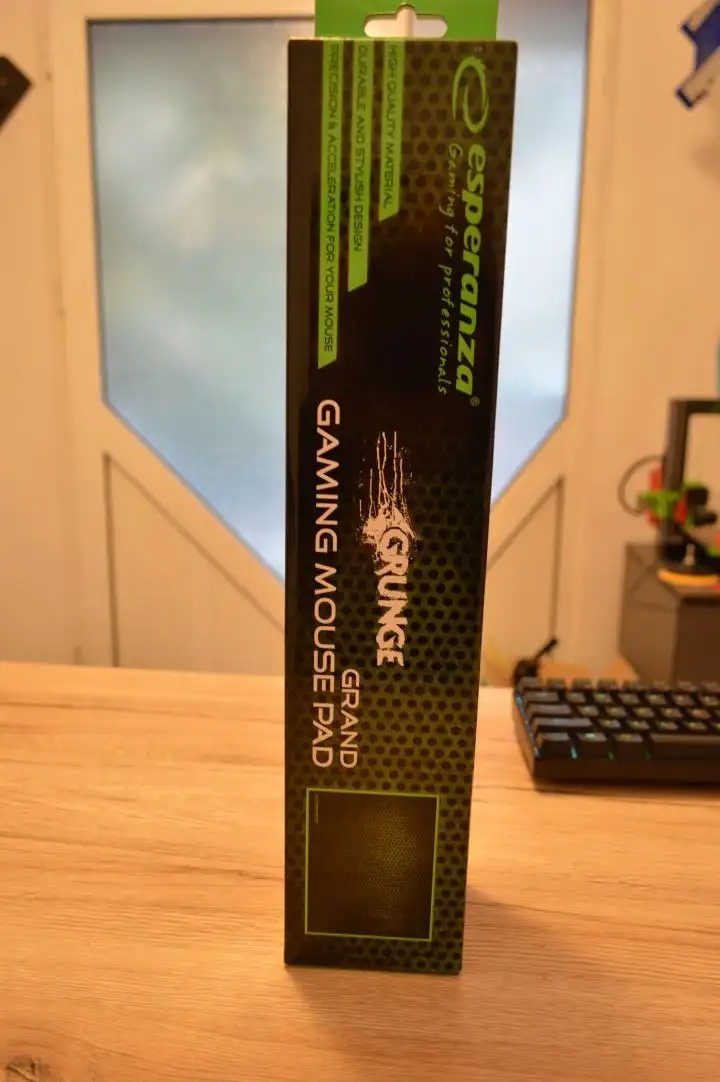 esperanza®
Gaming for professionals
HIGH QUALITY MATERIAL
DURABLE AND STYLISH DESIGN
PRECISION & ACCELERATION FOR YOUR MOUSE
GRUNGE
GRAND
GAMING MOUSE PAD